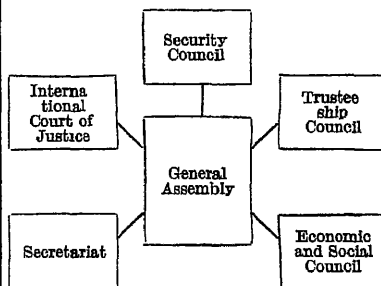 Security
Council
Interna
tional
Court of
Justice
Trustee
ship
Council
General
Assembly
Secretariat
Economic
and Social
Council